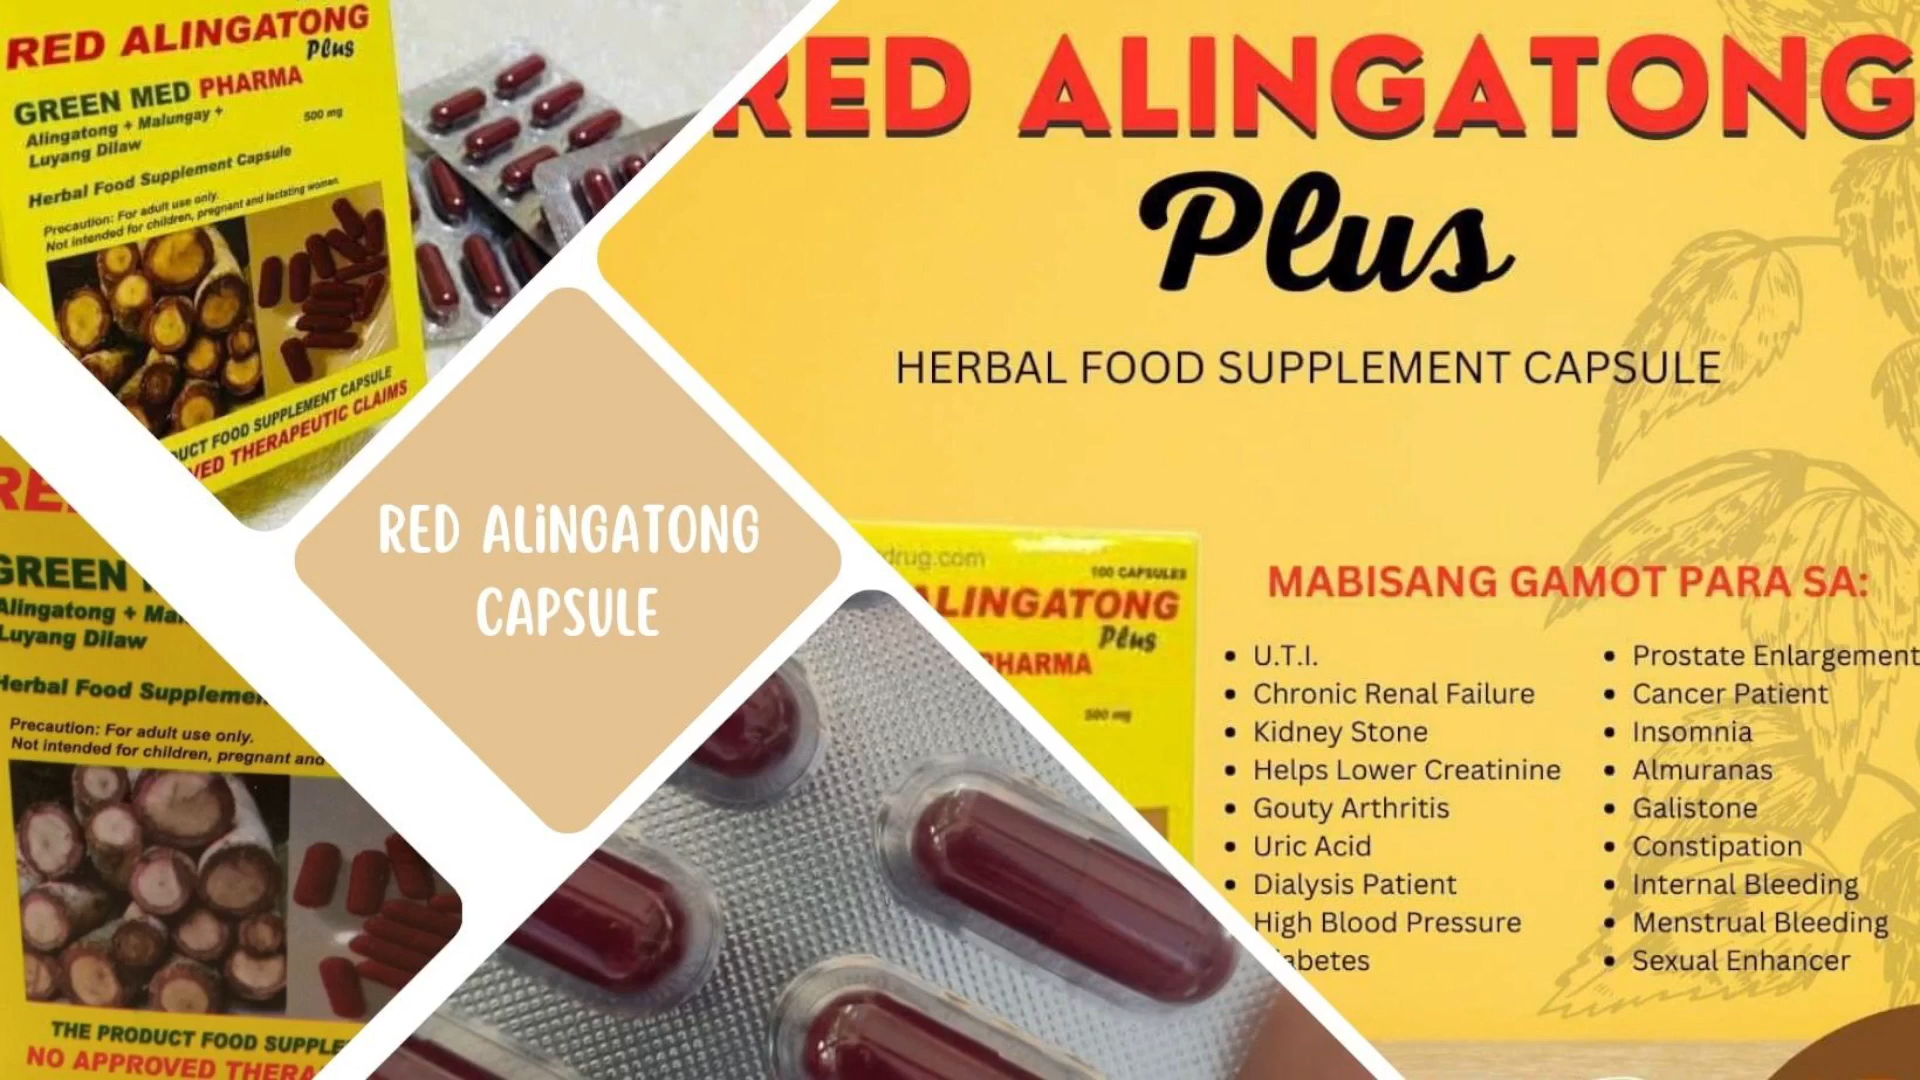 RED ALINGATONG
Plus
GREEN MED PHARMA
Alingatong + Malungay +
Luyang Dilaw
500 mg
Herbal Food Supplement Capsule
Precaution: For adult use only.
Not intended for children, pregnant and lactating woman.
UCT FOOD SUPPLEMENT CAPSULE
VED THERAPEUTIC CLAIMS
RED ALINGATONG
Plus
HERBAL FOOD SUPPLEMENT CAPSULE
RED ALINGATONG
CAPSULE
RE
GREEN
Alingatong + Ma
Luyang Dilaw
Herbal Food Suppleme
Precaution: For adult use only.
Not intended for children, pregnant and
THE PRODUCT FOOD SUPPLE
NO APPROVED THERA
drug.com
100 CAPSULES
ALINGATONG
Plus
PHARMA
500 mg
MABISANG GAMOT PARA SA:
• U.T.I.
• Chronic Renal Failure
• Kidney Stone
• Helps Lower Creatinine
• Gouty Arthritis
• Uric Acid
• Dialysis Patient
High Blood Pressure
abetes
• Prostate Enlargement
• Cancer Patient
• Insomnia
• Almuranas
• Galistone
• Constipation
• Internal Bleeding
• Menstrual Bleeding
• Sexual Enhancer